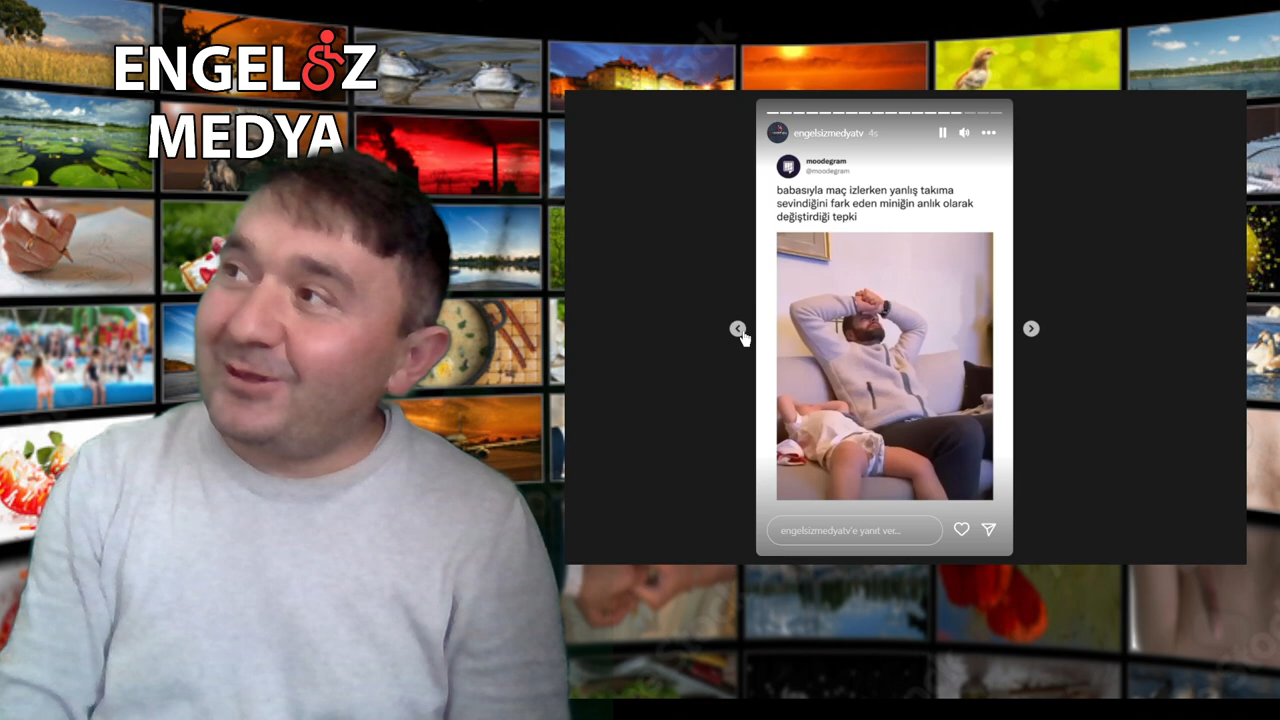 ENGELSİZ
MEDYA
engelsizmedyatv 4s
moodegram
@moodegram
babasıyla maç izlerken yanlış takıma
sevindiğini fark eden miniğin anlık olarak
değiştirdiği tepki
engelsizmedyatv'e yanıt ver...